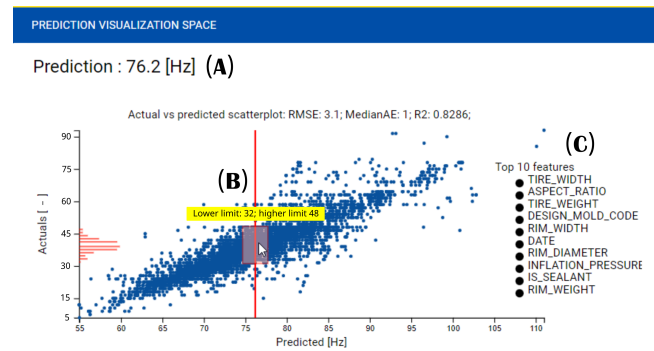 PREDICTION VISUALIZATION SPACE
Prediction : 76.2 [Hz] (A)
Actual vs predicted scatterplot: RMSE: 3.1; MedianAE: 1; R2: 0.8286;
(B)
(C)
Lower limit: 32; higher limit 48
Actuals [ - ]
90
75
60
45
30
15
5
55
60
65
70
75
80
85
90
95
100
105
110
Predicted [Hz]
Top 10 features
TIRE_WIDTH
ASPECT_RATIO
TIRE_WEIGHT
DESIGN_MOLD_CODE
RIM_WIDTH
DATE
RIM_DIAMETER
INFLATION_PRESSURE
IS_SEALANT
RIM_WEIGHT